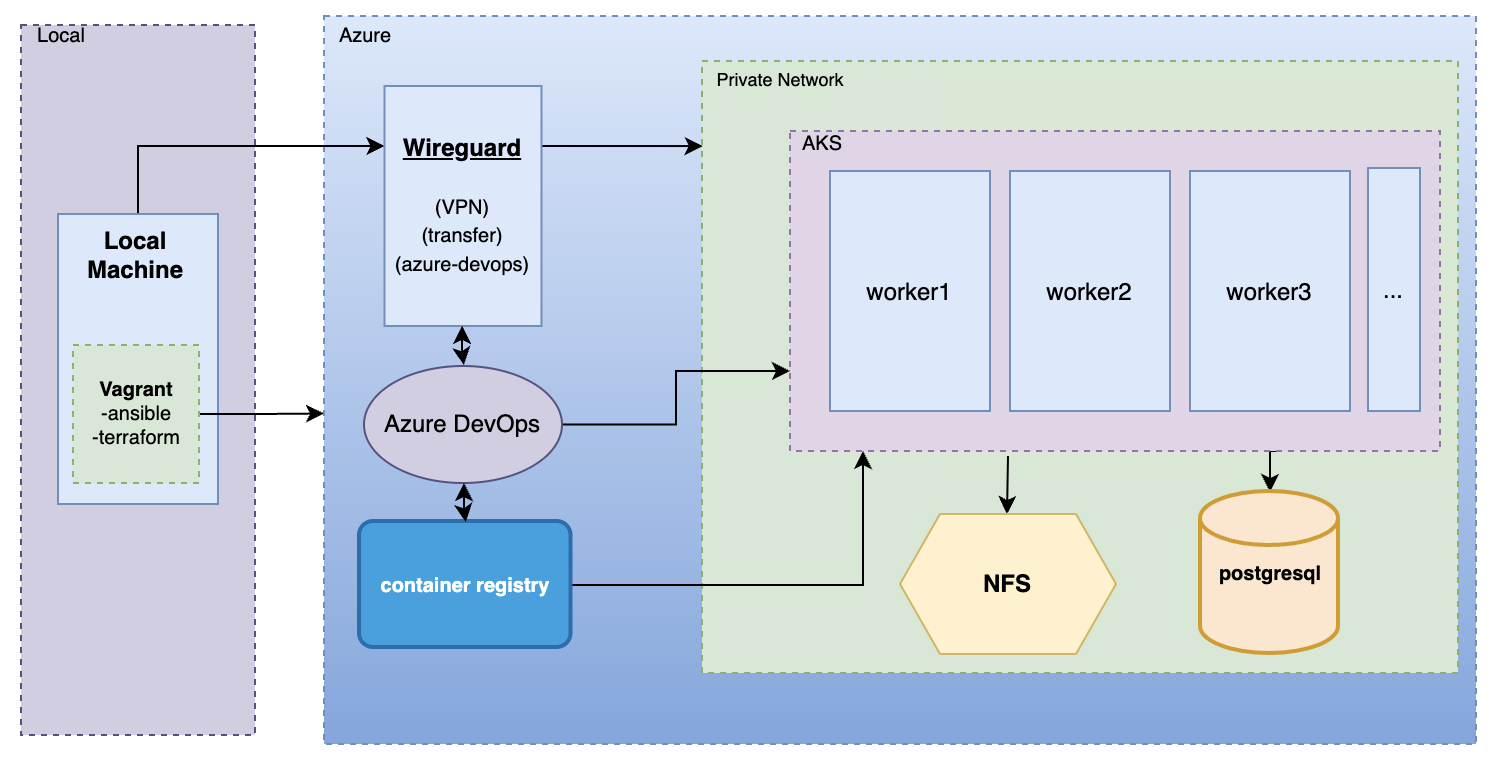 Local
Local
Machine
Vagrant
-ansible
-terraform
Azure
Wireguard
(VPN)
(transfer)
(azure-devops)
Azure DevOps
container registry
Private Network
AKS
worker1
worker2
worker3
...
NFS
postgresql